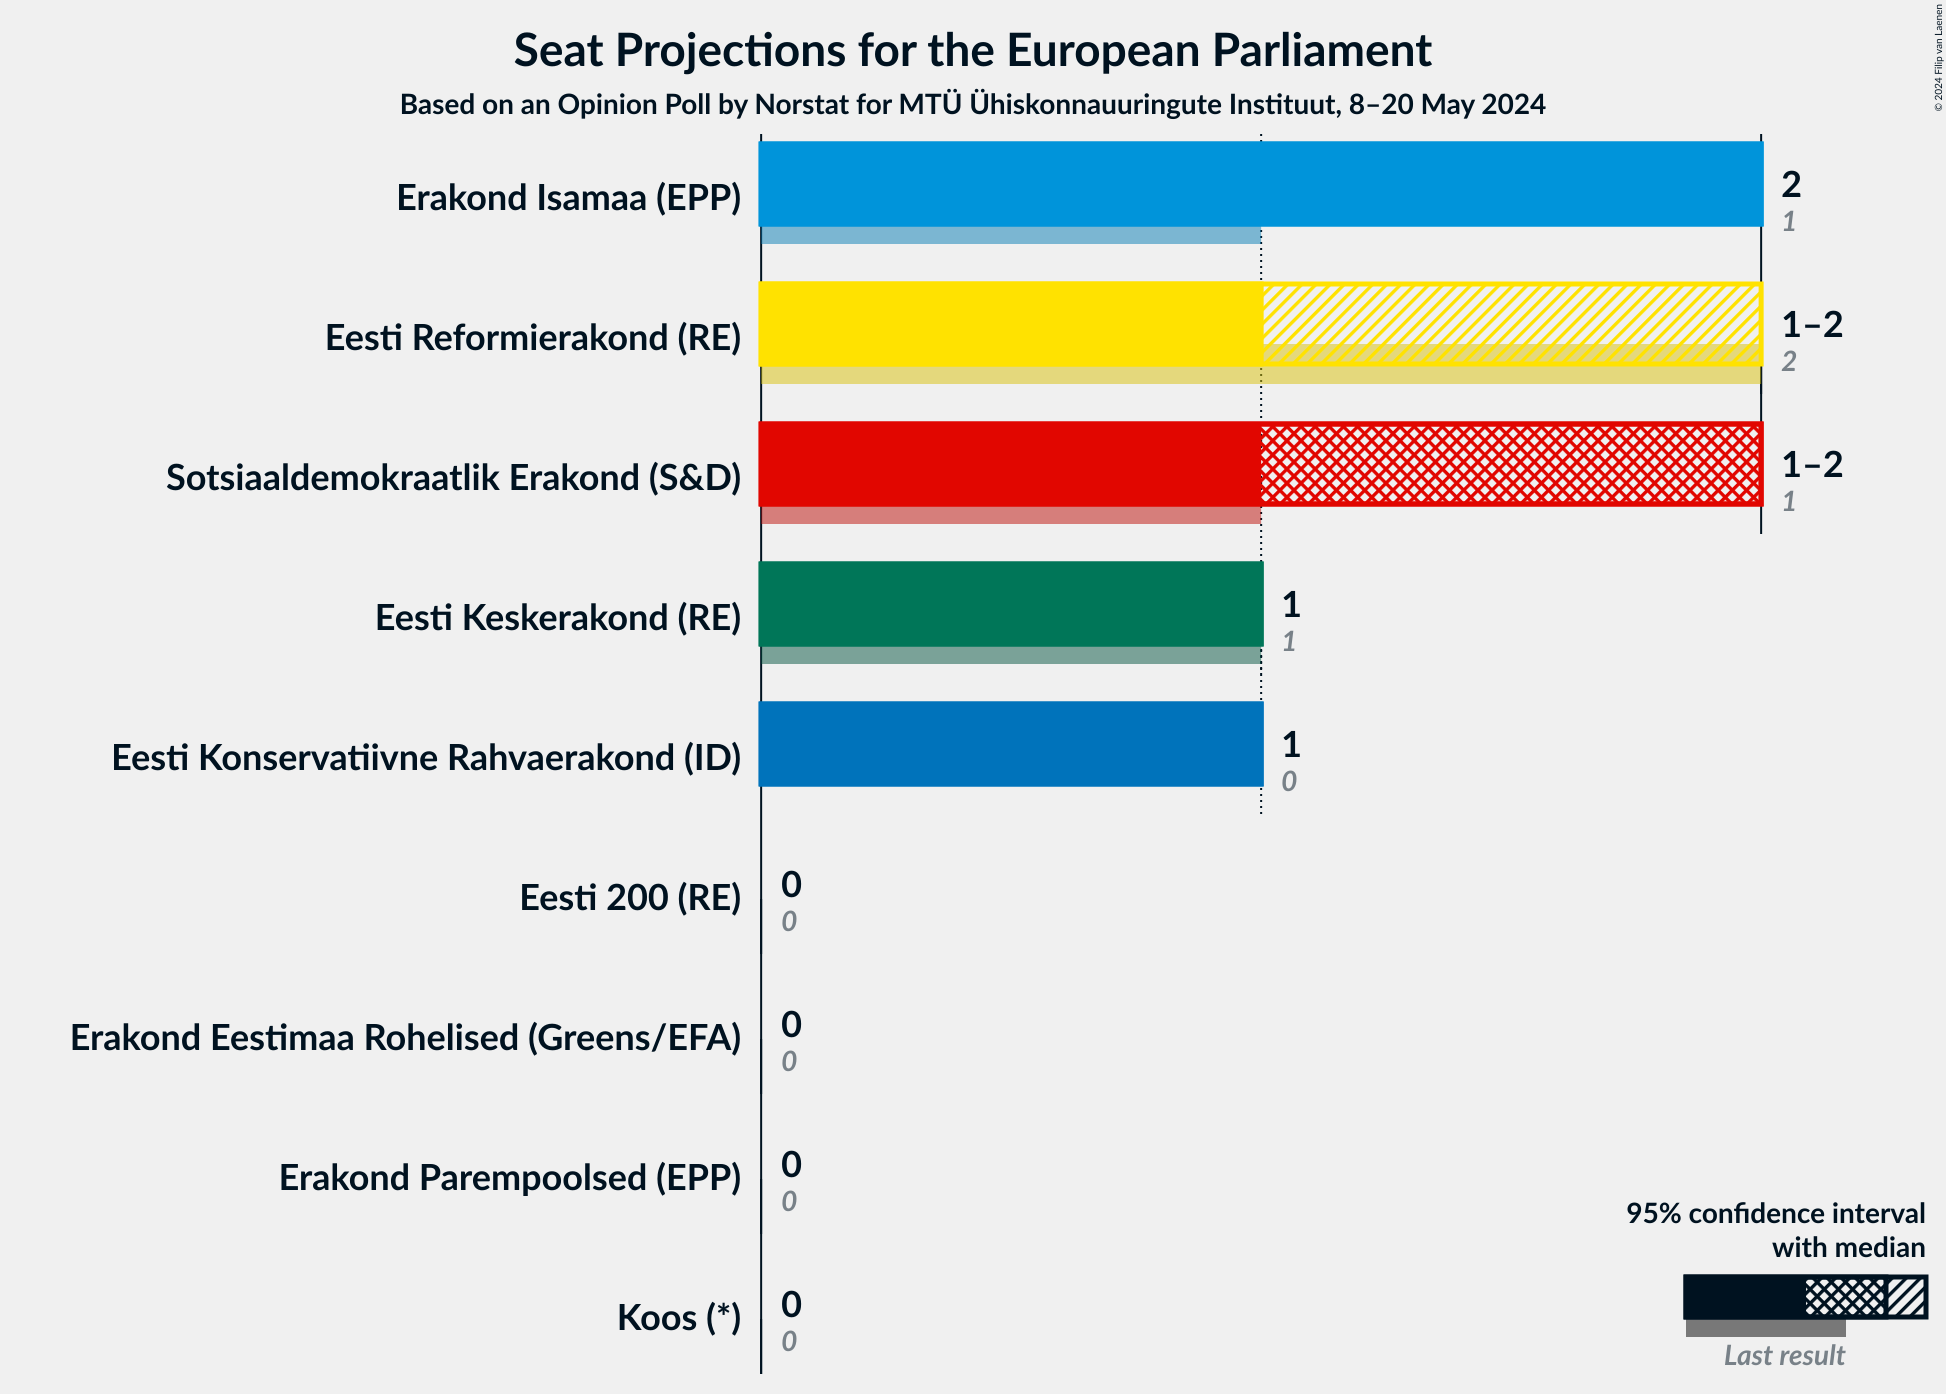 Seat Projections for the European Parliament
Based on an Opinion Poll by Norstat for MTÜ Ühiskonnauuringute Instituut, 8–20 May 2024
© 2024 Filip van Laenen
Erakond Isamaa (EPP)
2
1
Eesti Reformierakond (RE)
1–2
2
Sotsiaaldemokraatlik Erakond (S&D)
1–2
1
Eesti Keskerakond (RE)
1
1
Eesti Konservatiivne Rahvaerakond (ID)
1
0
Eesti 200 (RE)
0
0
Erakond Eestimaa Rohelised (Greens/EFA)
0
0
Erakond Parempoolsed (EPP)
0
0
Koos (*)
0
0
95% confidence interval
with median
Last result